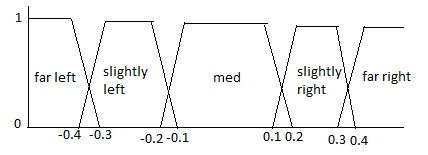 1
far left
slightly
left
med
slightly
right
far right
0
-0.4 -0.3 -0.2 -0.1 0.1 0.2 0.3 0.4